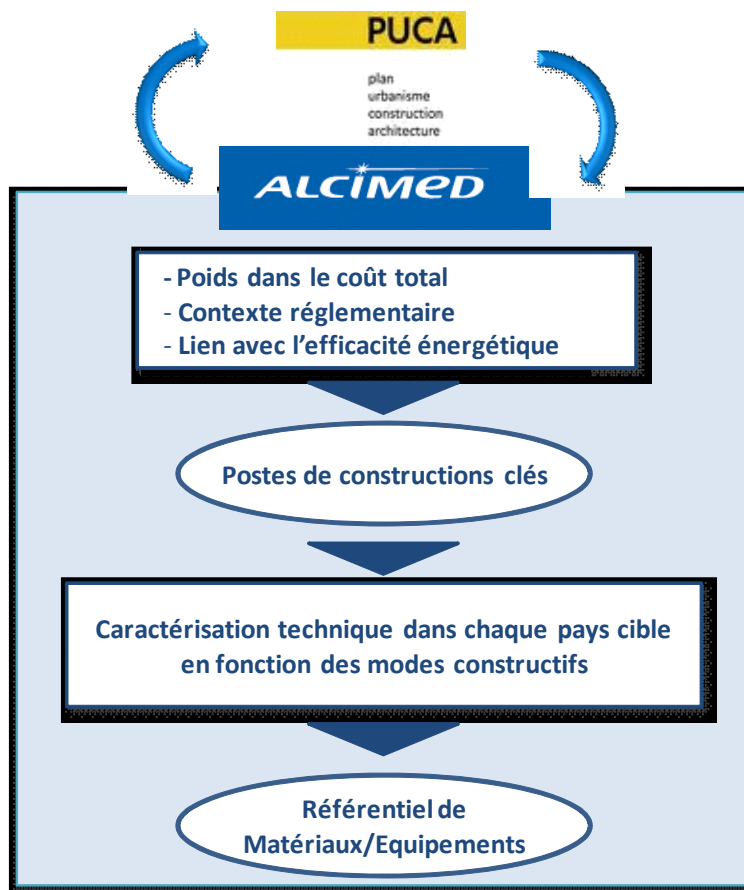 PUCA
plan
urbanisme
construction
architecture
ALCIMED
- Poids dans le coût total
- Contexte réglementaire
- Lien avec l'efficacité énergétique
Postes de constructions clés
Caractérisation technique dans chaque pays cible
en fonction des modes constructifs
Référentiel de
Matériaux/Equipements